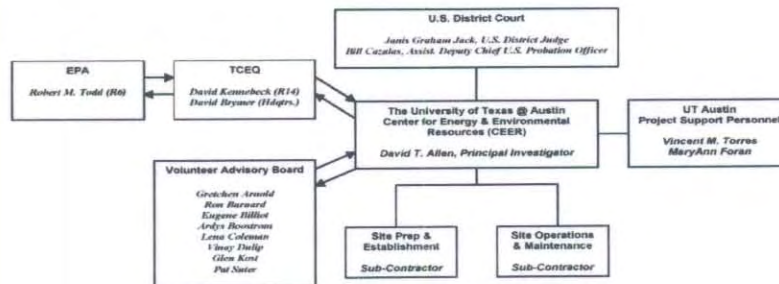 U.S. District Court
Janis Graham Jack, U.S. District Judge
Bill Cazalas, Assist. Deputy Chief U.S. Probation Officer
EPA
Robert M. Todd (R6)
TCEQ
David Kennebeck (R14)
David Brymer (Hdqtrs.)
The University of Texas @ Austin
Center for Energy & Environmental
Resources (CEER)
David T. Allen, Principal Investigator
UT Austin
Project Support Personnel
Vincent M. Torres
MaryAnn Foran
Volunteer Advisory Board
Gretchen Arnold
Ron Barnard
Eugene Billiot
Ardys Boostrom
Lena Coleman
Vinay Dulip
Glen Kost
Pat Suter
Site Prep &
Establishment
Sub-Contractor
Site Operations
& Maintenance
Sub-Contractor